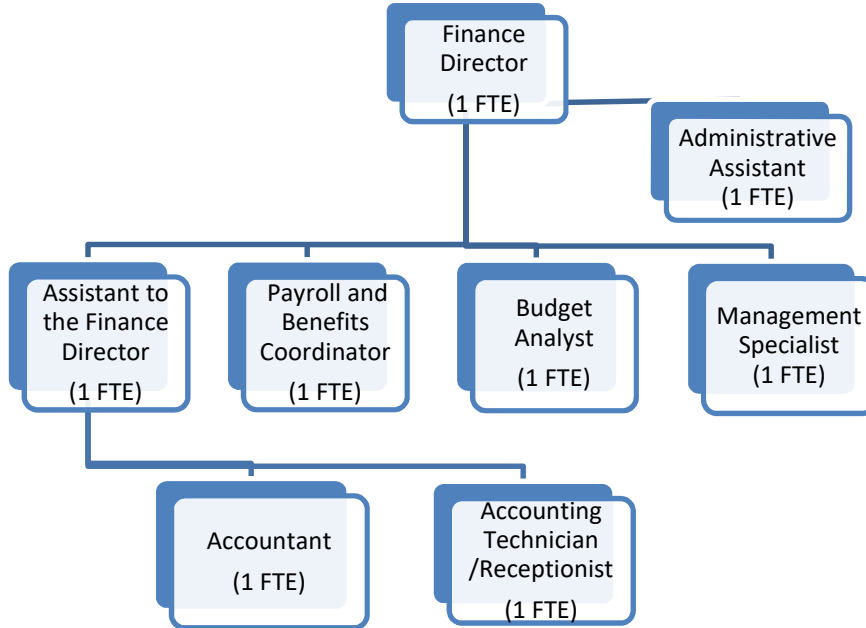 Finance
Director
(1 FTE)
Administrative
Assistant
(1 FTE)
Assistant to
the Finance
Director
(1 FTE)
Payroll and
Benefits
Coordinator
(1 FTE)
Budget
Analyst
(1 FTE)
Management
Specialist
(1 FTE)
Accountant
(1 FTE)
Accounting
Technician
/Receptionist
(1 FTE)